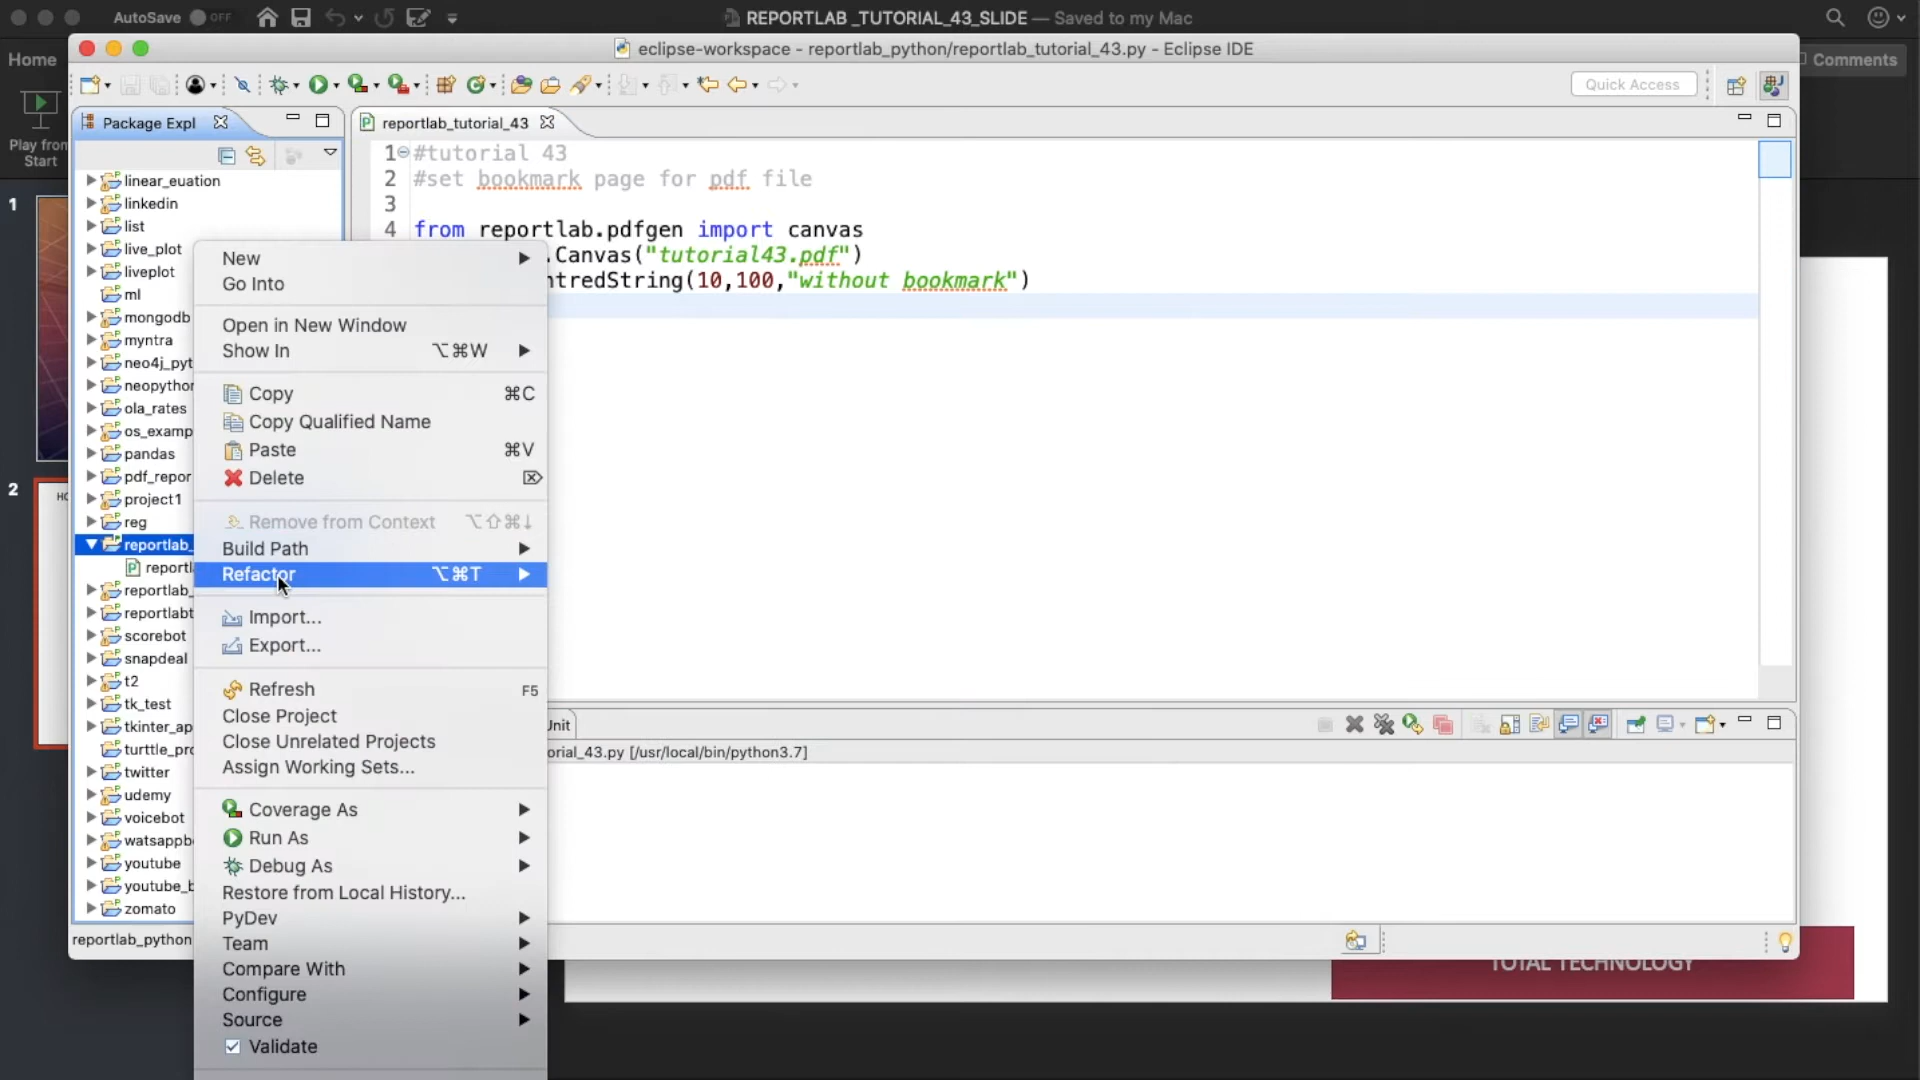 AutoSave OFF
REPORTLAB _TUTORIAL_43_SLIDE — Saved to my Mac
Home
Comments
Play from
Start
1
2
eclipse-workspace - reportlab_python/reportlab_tutorial_43.py - Eclipse IDE
Quick Access
Package Expl
reportlab_tutorial_43
linear_euation
linkedin
list
live_plot
liveplot
ml
mongodb
myntra
neo4j_pyt
neopython
ola_rates
os_examp
pandas
pdf_repor
project1
reg
reportlab_
reportl
reportlab_
reportlabt
scorebot
snapdeal
t2
tk_test
tkinter_ap
turttle_pro
twitter
udemy
voicebot
watsappb
youtube
youtube_b
zomato
reportlab_python
New
Go Into
Open in New Window
Show In ⌥⌘W
Copy ⌘C
Copy Qualified Name
Paste ⌘V
Delete ⌦
Remove from Context ⌥⇧⌘↓
Build Path
Refactor ⌥⌘T
Import...
Export...
Refresh F5
Close Project
Close Unrelated Projects
Assign Working Sets...
Coverage As
Run As
Debug As
Restore from Local History...
PyDev
Team
Compare With
Configure
Source
Validate
1 #tutorial 43
2 #set bookmark page for pdf file
3
4 from reportlab.pdfgen import canvas
.Canvas("tutorial43.pdf")
ntredString(10,100,"without bookmark")
Unit
orial_43.py [/usr/local/bin/python3.7]
TOTAL TECHNOLOGY